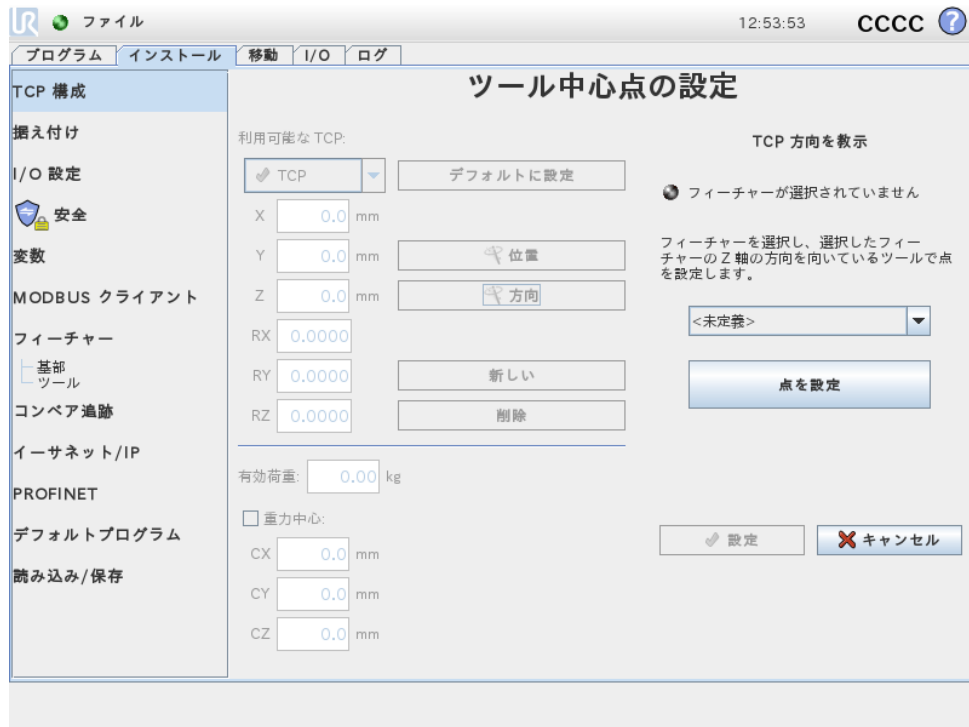 UR ファイル 12:53:53 CCCC ?
プログラム インストール 移動 I/O ログ
TCP 構成
据え付け
I/O 設定
安全
変数
MODBUS クライアント
フィーチャー
基部
ツール
コンベア追跡
イーサネット/IP
PROFINET
デフォルトプログラム
読み込み/保存
ツール中心点の設定
利用可能な TCP:
TCP デフォルトに設定
X 0.0 mm
Y 0.0 mm 位置
Z 0.0 mm 方向
RX 0.0000
RY 0.0000 新しい
RZ 0.0000 削除
有効荷重: 0.00 kg
重力中心:
CX 0.0 mm
CY 0.0 mm
CZ 0.0 mm
TCP 方向を教示
フィーチャーが選択されていません
フィーチャーを選択し、選択したフィー
チャーの Z 軸の方向を向いているツールで点
を設定します。
<未定義>
点を設定
設定 キャンセル